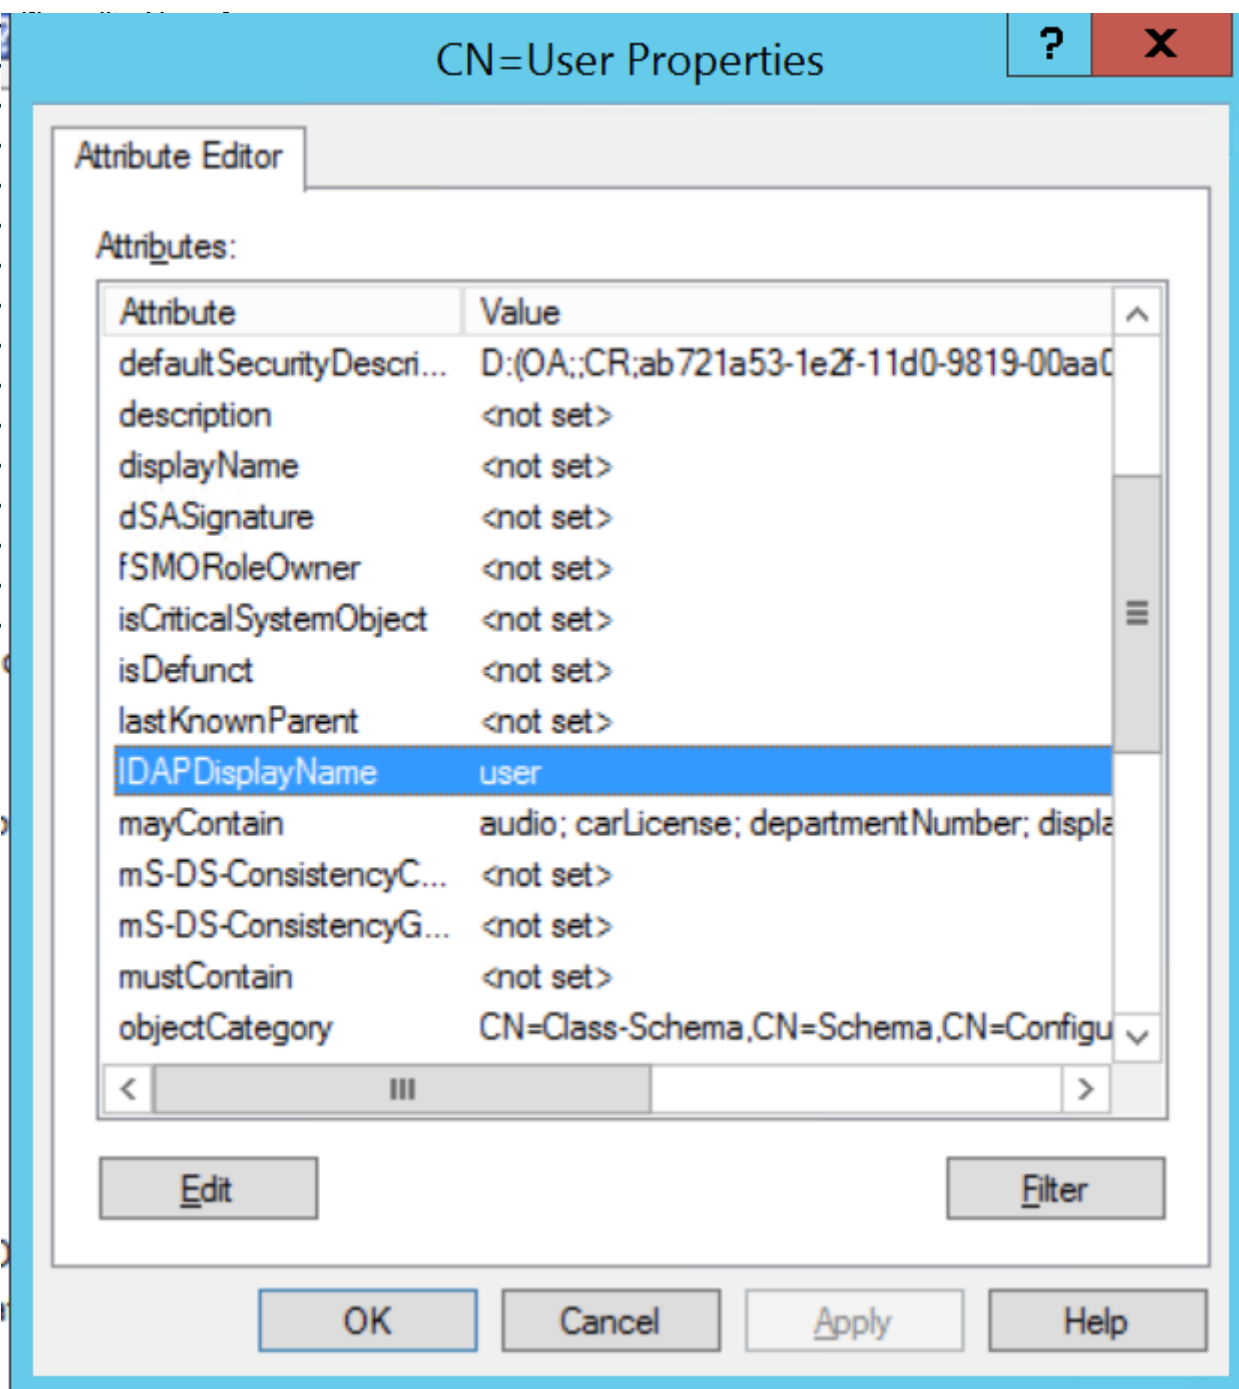 CN=User Properties
?
X
Attribute Editor
Attributes:
Attribute Value
defaultSecurityDescri... D:(OA;;CR;ab721a53-1e2f-11d0-9819-00aa0
description <not set>
displayName <not set>
dSASignature <not set>
fSMORoleOwner <not set>
isCriticalSystemObject <not set>
isDefunct <not set>
lastKnownParent <not set>
lDAPDisplayName user
mayContain audio; carLicense; departmentNumber; displa
mS-DS-ConsistencyC... <not set>
mS-DS-ConsistencyG... <not set>
mustContain <not set>
objectCategory CN=Class-Schema,CN=Schema,CN=Configu
Edit Filter
OK Cancel Apply Help